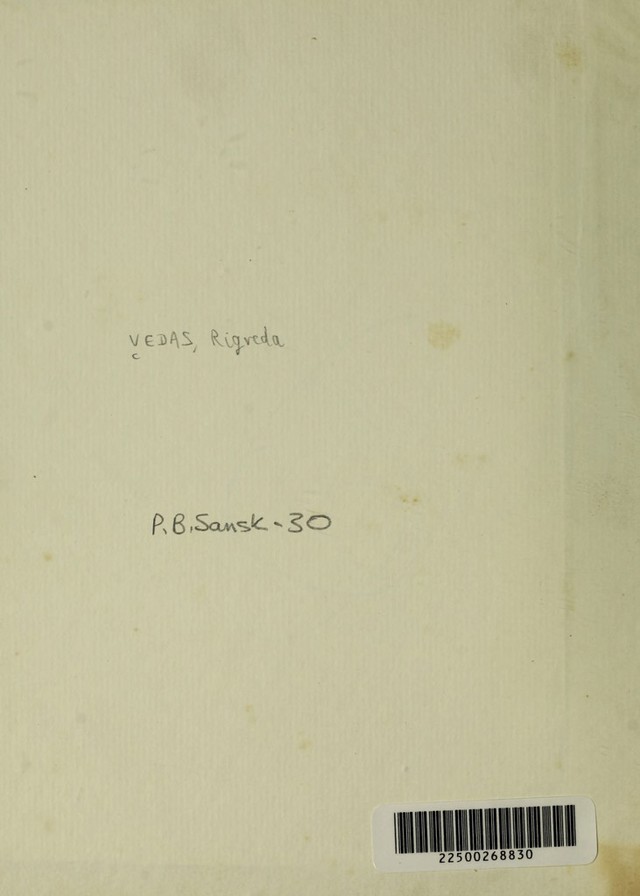 VEDAS, Rigveda
c
P.B.Sansk-30
22500268830